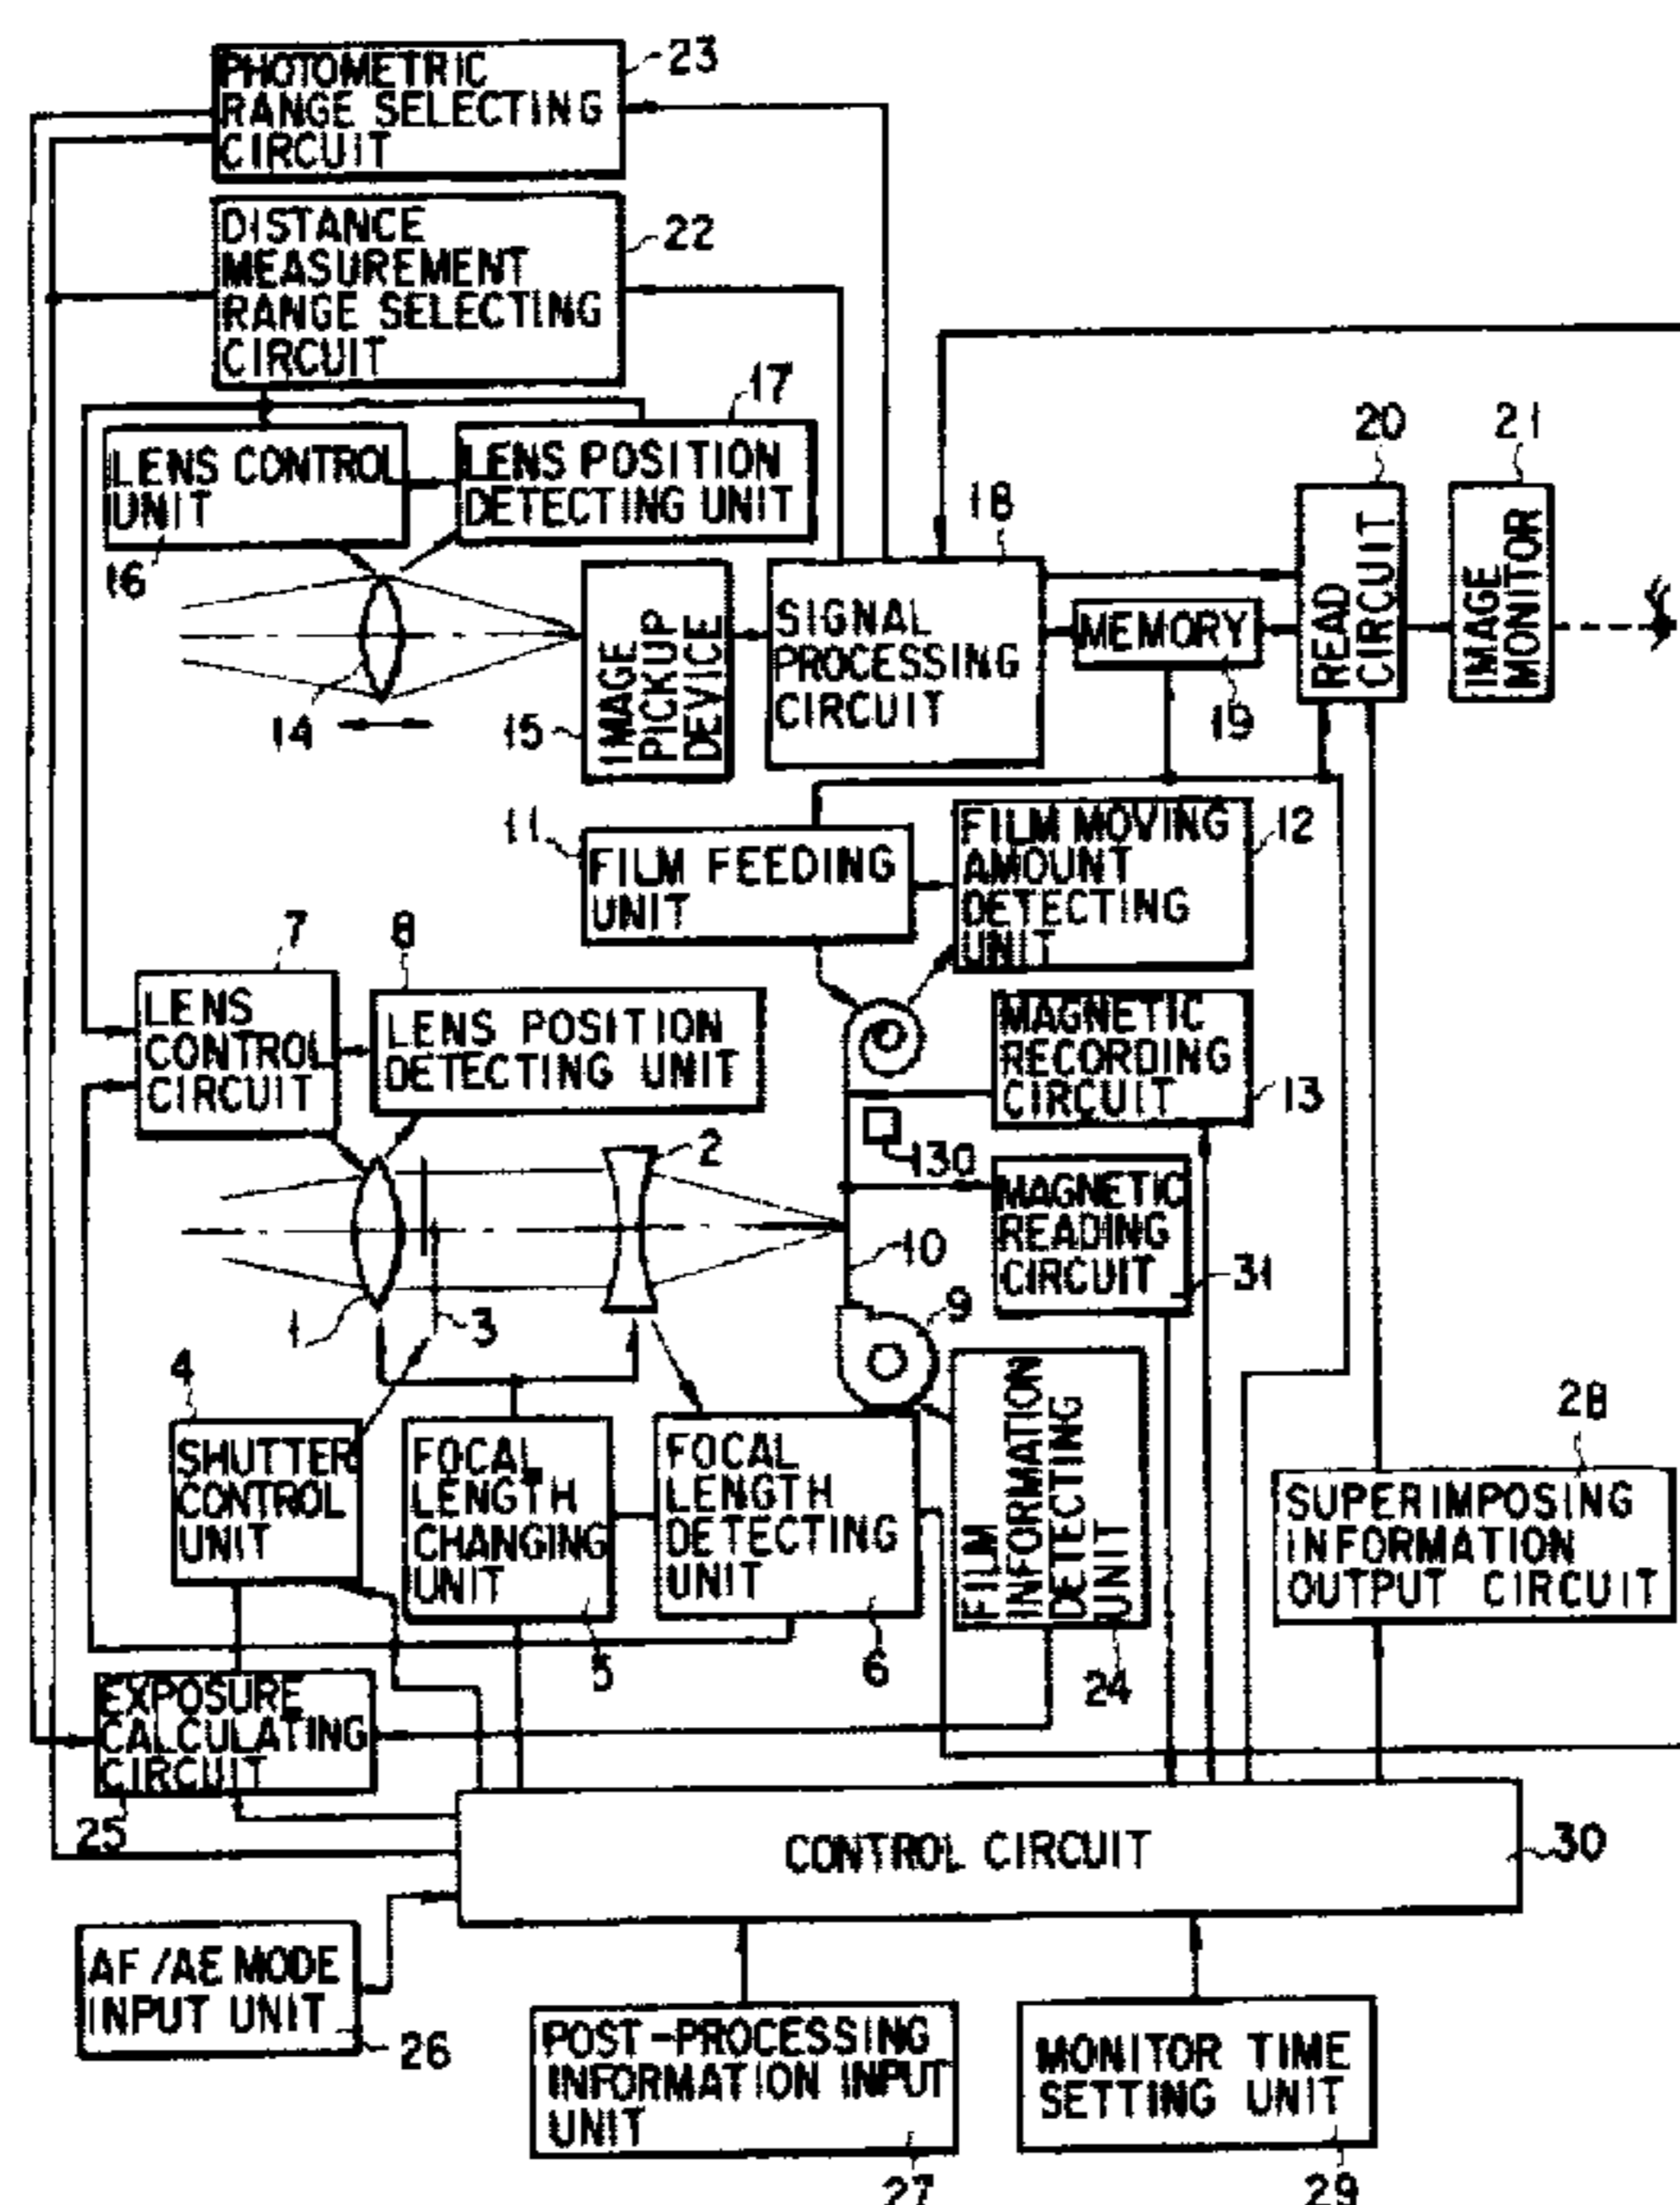 PHOTOMETRIC
RANGE SELECTING
CIRCUIT
23
DISTANCE
MEASUREMENT
RANGE SELECTING
CIRCUIT
22
17
LENS CONTROL
UNIT
16
LENS POSITION
DETECTING UNIT
14
IMAGE
PICKUP
DEVICE
15
18
SIGNAL
PROCESSING
CIRCUIT
MEMORY
19
20
READ
CIRCUIT
21
IMAGE
MONITOR
11
FILM FEEDING
UNIT
FILM MOVING
AMOUNT
DETECTING
UNIT
12
7
LENS
CONTROL
CIRCUIT
8
LENS POSITION
DETECTING UNIT
MAGNETIC
RECORDING
CIRCUIT
13
130
2
MAGNETIC
READING
CIRCUIT
31
10
1
3
9
4
SHUTTER
CONTROL
UNIT
FOCAL
LENGTH
CHANGING
UNIT
5
FOCAL
LENGTH
DETECTING
UNIT
6
FILM
INFORMATION
DETECTING
UNIT
24
28
SUPERIMPOSING
INFORMATION
OUTPUT CIRCUIT
EXPOSURE
CALCULATING
CIRCUIT
25
CONTROL CIRCUIT
30
AF/AE MODE
INPUT UNIT
26
POST-PROCESSING
INFORMATION INPUT
UNIT
27
MONITOR TIME
SETTING UNIT
29